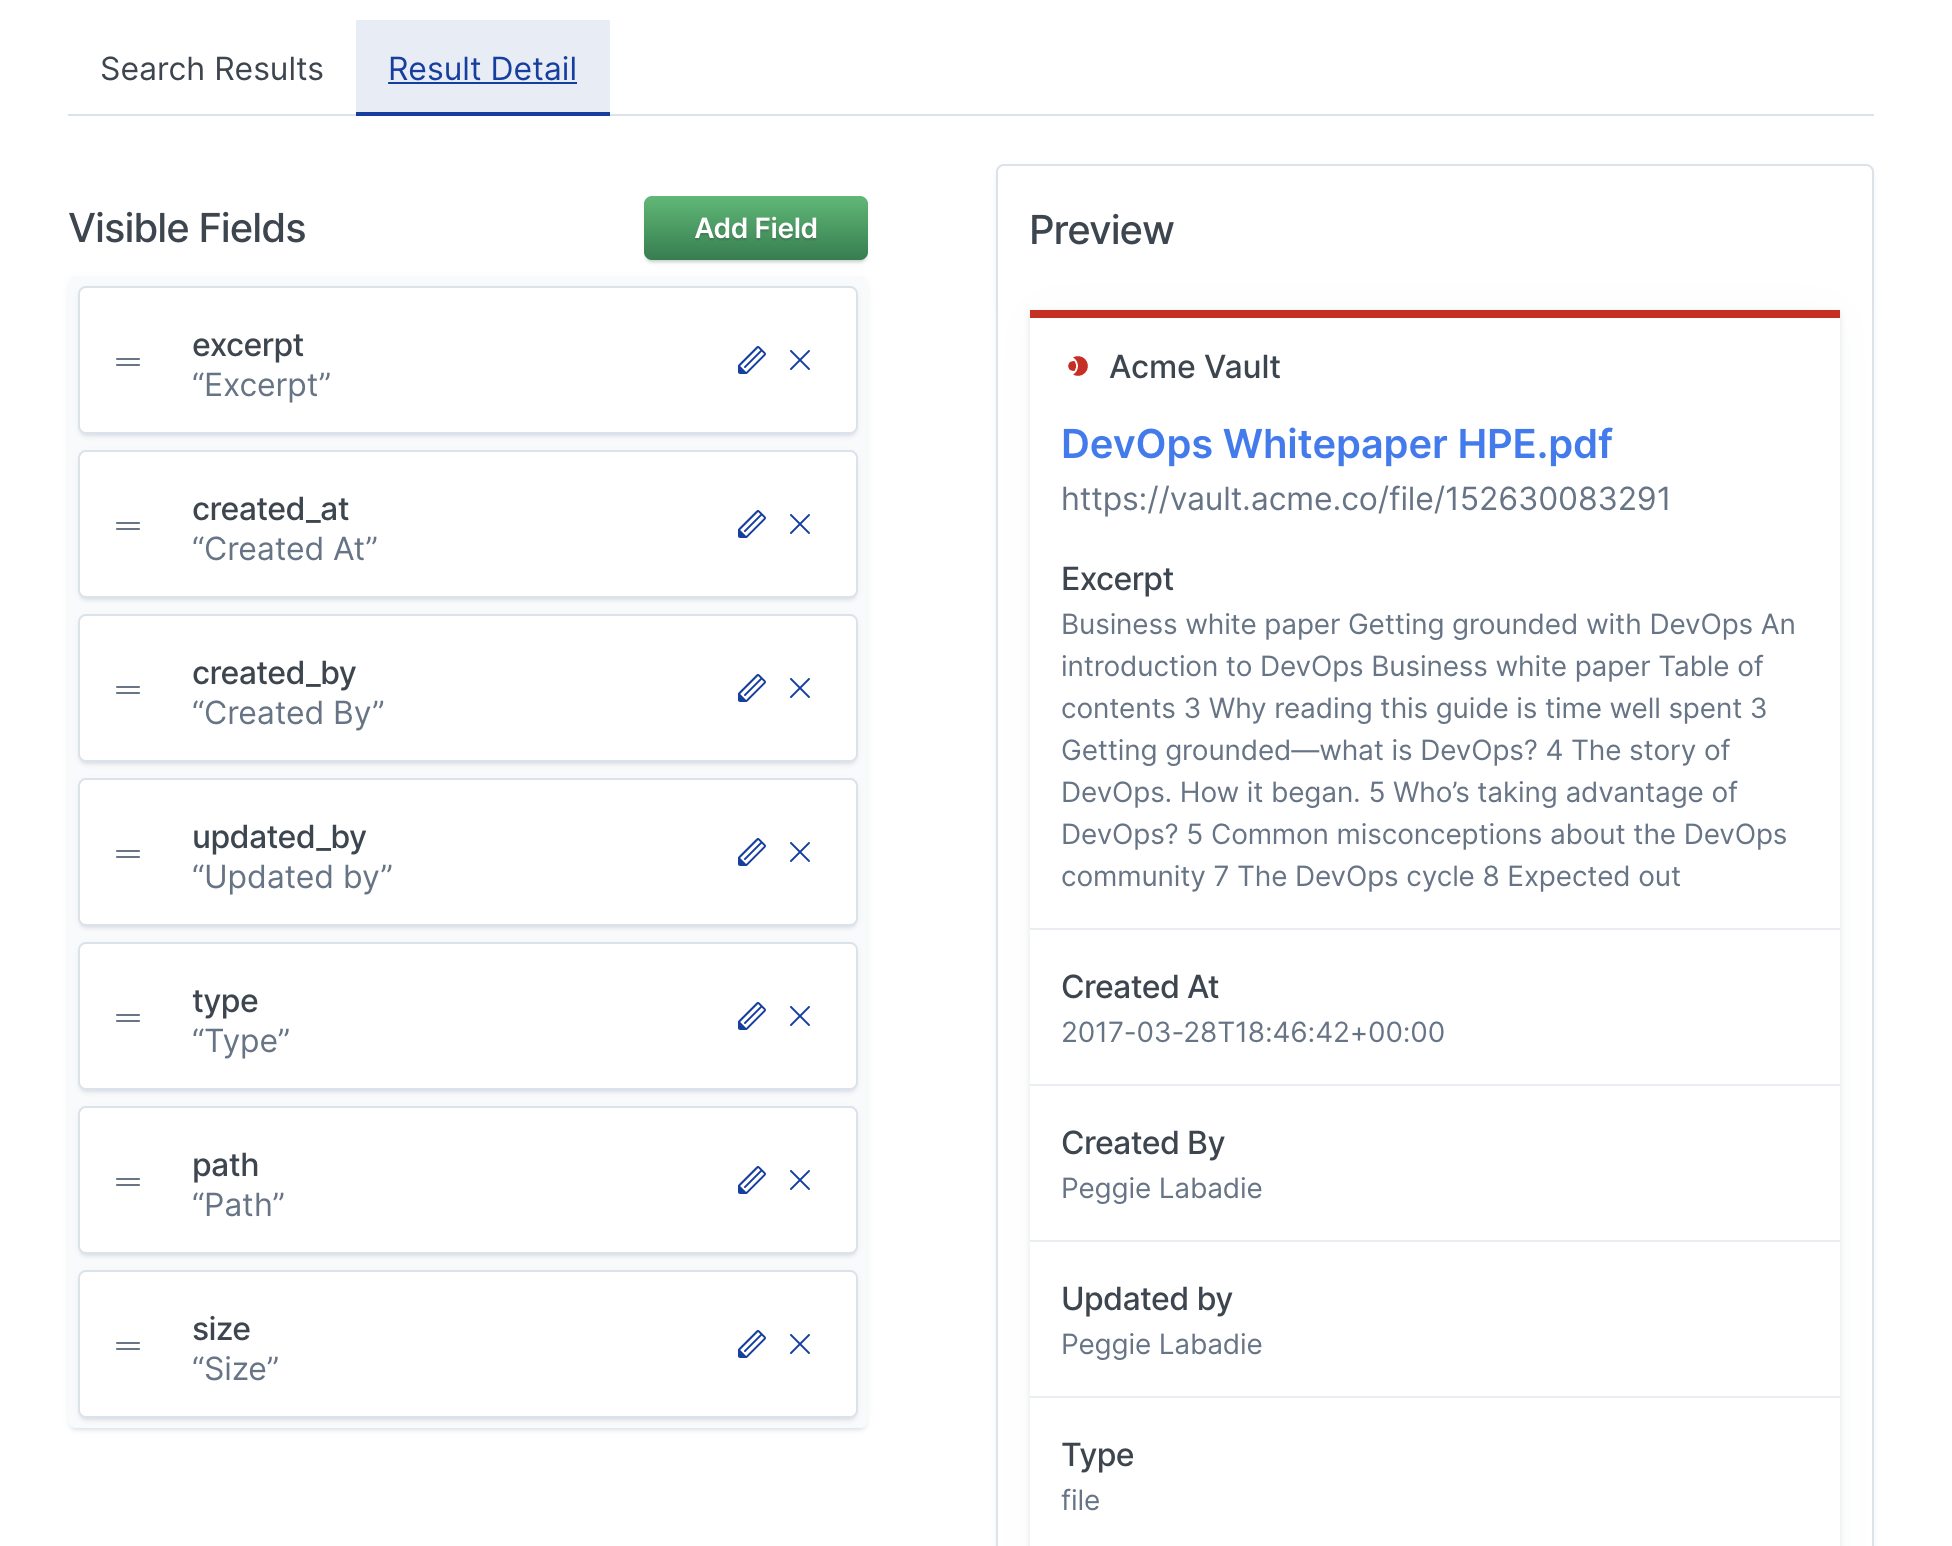 Search Results
Result Detail
Visible Fields
Add Field
excerpt
“Excerpt”
created_at
“Created At”
created_by
“Created By”
updated_by
“Updated by”
type
“Type”
path
“Path”
size
“Size”
Preview
Acme Vault
DevOps Whitepaper HPE.pdf
https://vault.acme.co/file/152630083291
Excerpt
Business white paper Getting grounded with DevOps An
introduction to DevOps Business white paper Table of
contents 3 Why reading this guide is time well spent 3
Getting grounded—what is DevOps? 4 The story of
DevOps. How it began. 5 Who’s taking advantage of
DevOps? 5 Common misconceptions about the DevOps
community 7 The DevOps cycle 8 Expected out
Created At
2017-03-28T18:46:42+00:00
Created By
Peggie Labadie
Updated by
Peggie Labadie
Type
file